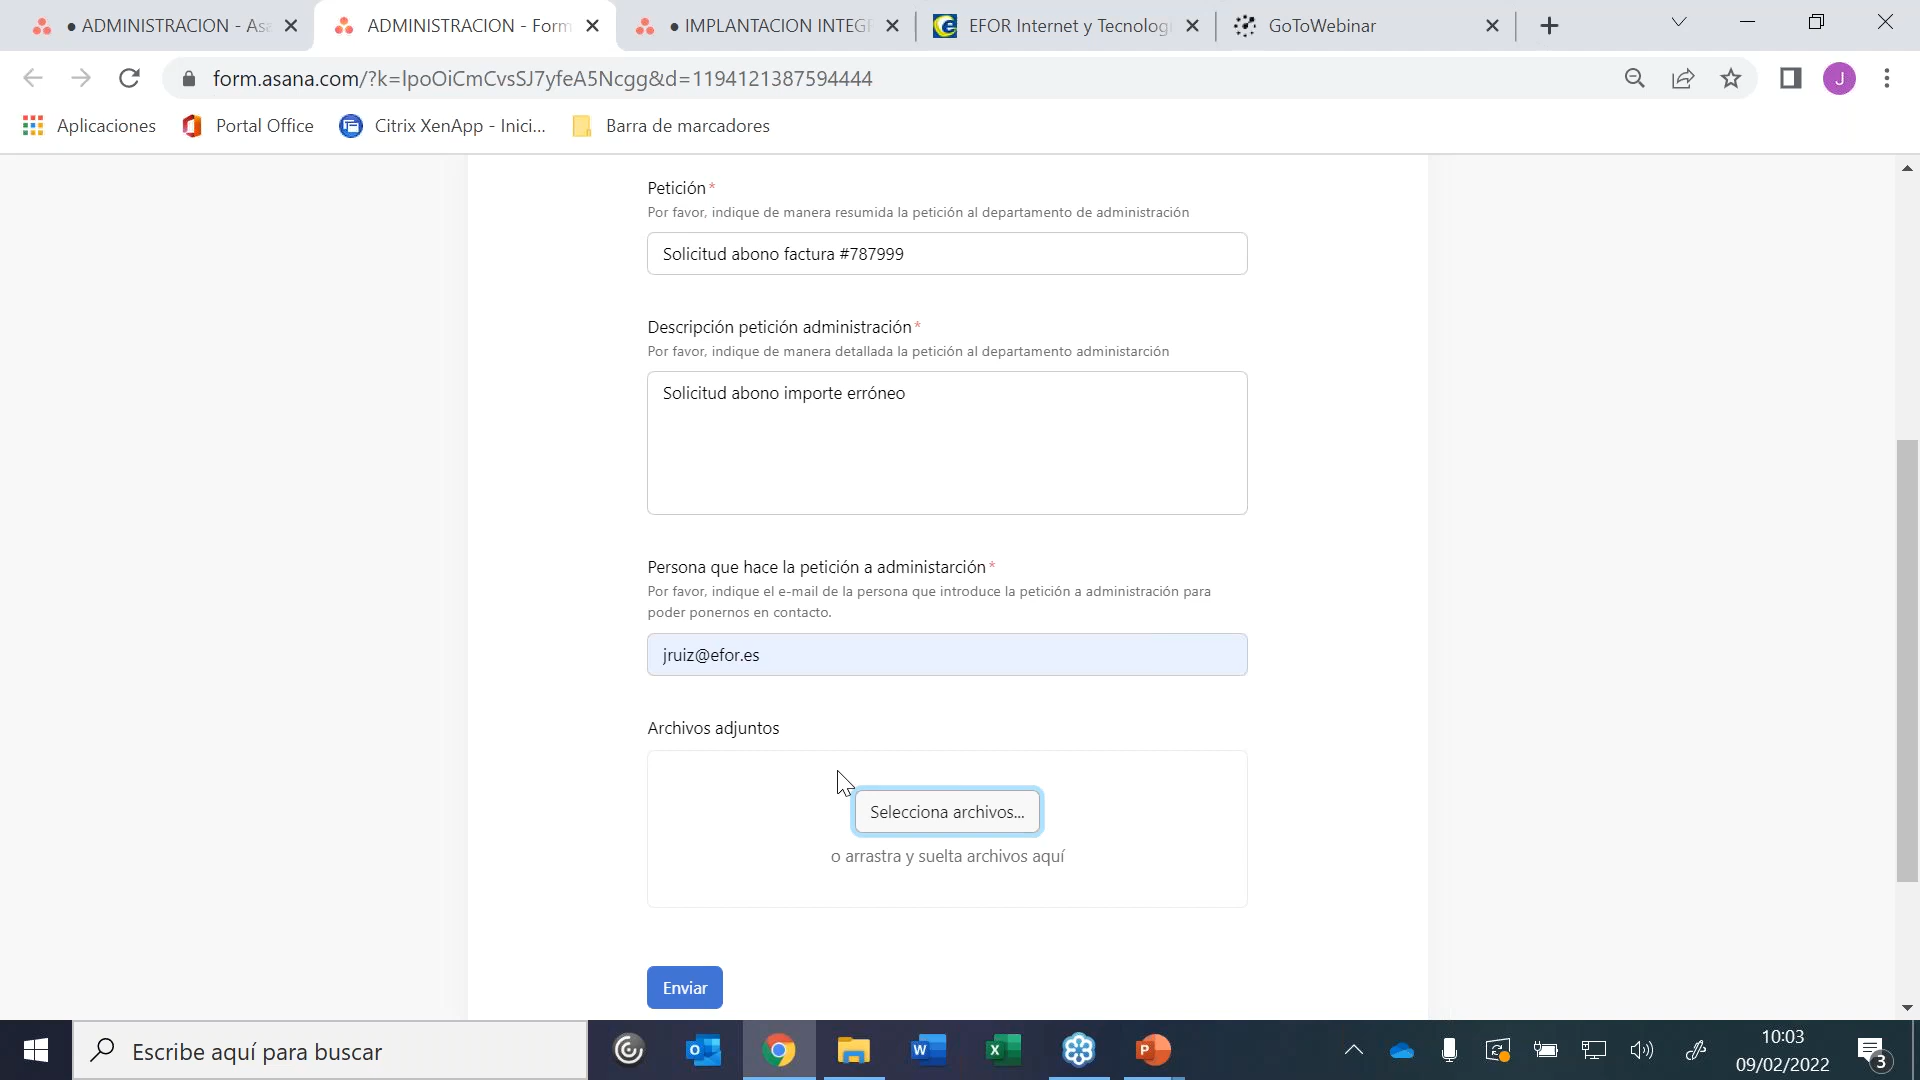 • ADMINISTRACION - Asa
ADMINISTRACION - Form
• IMPLANTACION INTEGR
EFOR Internet y Tecnologí
GoToWebinar
form.asana.com/?k=IpoOiCmCvsSJ7yfeA5Ncgg&d=1194121387594444
J
Aplicaciones
Portal Office
Citrix XenApp - Inici...
Barra de marcadores
Petición*
Por favor, indique de manera resumida la petición al departamento de administración
Solicitud abono factura #787999
Descripción petición administración*
Por favor, indique de manera detallada la petición al departamento administarción
Solicitud abono importe erróneo
Persona que hace la petición a administarción*
Por favor, indique el e-mail de la persona que introduce la petición a administración para
poder ponernos en contacto.
jruiz@efor.es
Archivos adjuntos
Selecciona archivos...
o arrastra y suelta archivos aquí
Enviar
Escribe aquí para buscar
10:03
09/02/2022
3